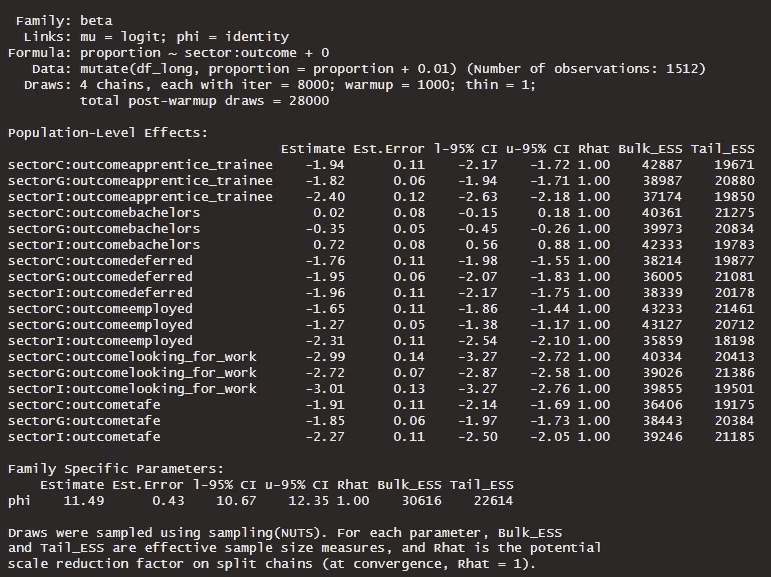 Family: beta
Links: mu = logit; phi = identity
Formula: proportion ~ sector:outcome + 0
Data: mutate(df_long, proportion = proportion + 0.01) (Number of observations: 1512)
Draws: 4 chains, each with iter = 8000; warmup = 1000; thin = 1;
total post-warmup draws = 28000
Population-Level Effects:
Estimate Est.Error l-95% CI u-95% CI Rhat Bulk_ESS Tail_ESS
sectorC:outcomeapprentice_trainee -1.94 0.11 -2.17 -1.72 1.00 42887 19671
sectorG:outcomeapprentice_trainee -1.82 0.06 -1.94 -1.71 1.00 38987 20880
sectorI:outcomeapprentice_trainee -2.40 0.12 -2.63 -2.18 1.00 37174 19850
sectorC:outcomebachelors 0.02 0.08 -0.15 0.18 1.00 40361 21275
sectorG:outcomebachelors -0.35 0.05 -0.45 -0.26 1.00 39973 20834
sectorI:outcomebachelors 0.72 0.08 0.56 0.88 1.00 42333 19783
sectorC:outcomedeferred -1.76 0.11 -1.98 -1.55 1.00 38214 19877
sectorG:outcomedeferred -1.95 0.06 -2.07 -1.83 1.00 36005 21081
sectorI:outcomedeferred -1.96 0.11 -2.17 -1.75 1.00 38339 20178
sectorC:outcomeemployed -1.65 0.11 -1.86 -1.44 1.00 43233 21461
sectorG:outcomeemployed -1.27 0.05 -1.38 -1.17 1.00 43127 20712
sectorI:outcomeemployed -2.31 0.11 -2.54 -2.10 1.00 35859 18198
sectorC:outcomelooking_for_work -2.99 0.14 -3.27 -2.72 1.00 40334 20413
sectorG:outcomelooking_for_work -2.72 0.07 -2.87 -2.58 1.00 39026 21386
sectorI:outcomelooking_for_work -3.01 0.13 -3.27 -2.76 1.00 39855 19501
sectorC:outcometafe -1.91 0.11 -2.14 -1.69 1.00 36406 19175
sectorG:outcometafe -1.85 0.06 -1.97 -1.73 1.00 38443 20384
sectorI:outcometafe -2.27 0.11 -2.50 -2.05 1.00 39246 21185
Family Specific Parameters:
Estimate Est.Error l-95% CI u-95% CI Rhat Bulk_ESS Tail_ESS
phi 11.49 0.43 10.67 12.35 1.00 30616 22614
Draws were sampled using sampling(NUTS). For each parameter, Bulk_ESS
and Tail_ESS are effective sample size measures, and Rhat is the potential
scale reduction factor on split chains (at convergence, Rhat = 1).